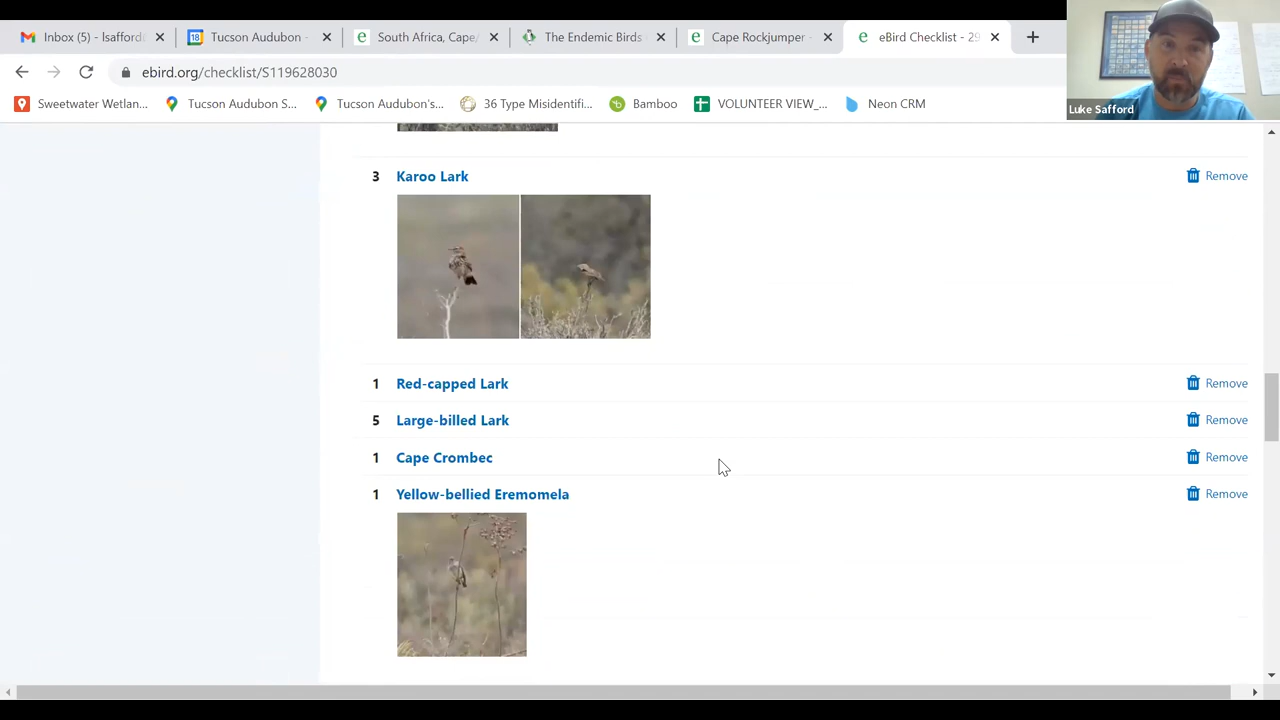 Inbox (5) - lsafford
Tucson Audubon -
South Africa, Cape/
The Endemic Birds
Cape Rockjumper -
eBird Checklist - 29
ebird.org/checklist/S119628030
Sweetwater Wetlan...
Tucson Audubon S...
Tucson Audubon's...
36 Type Misidentifi...
Bamboo
VOLUNTEER VIEW_...
Neon CRM
Luke Safford
3 Karoo Lark Remove
1 Red-capped Lark Remove
5 Large-billed Lark Remove
1 Cape Crombec Remove
1 Yellow-bellied Eremomela Remove